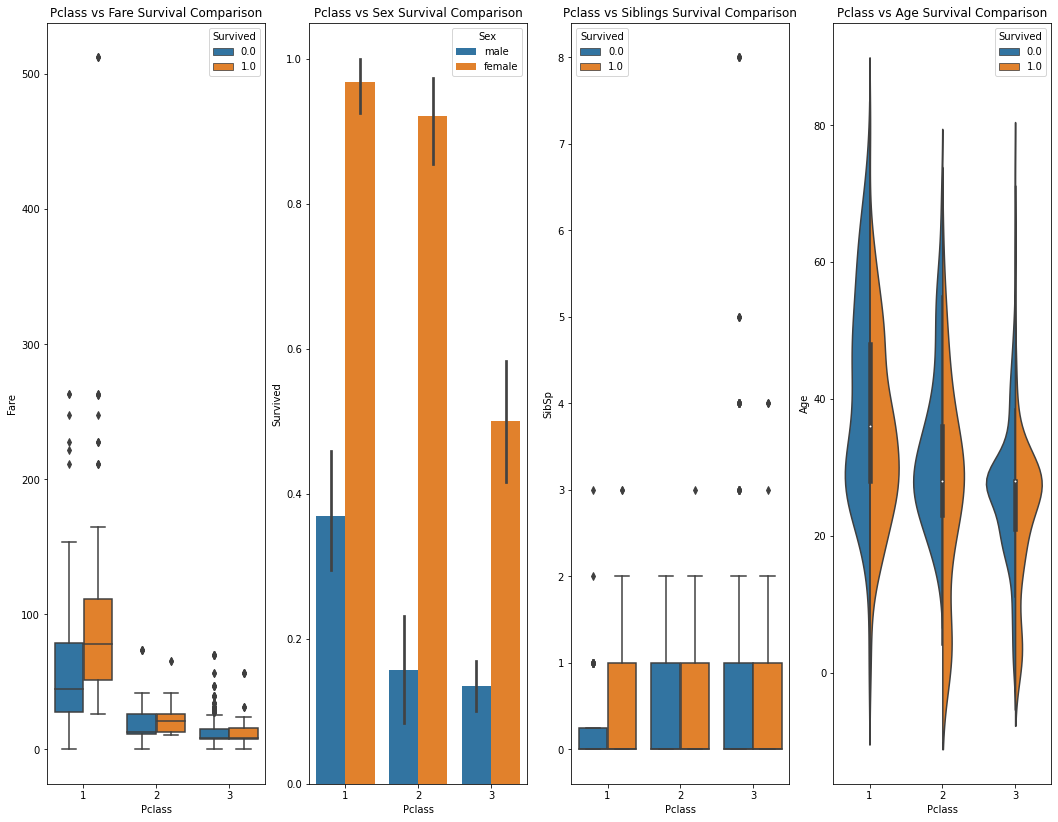 Pclass vs Fare Survival Comparison
Survived
0.0
1.0
500
400
300
200
100
0
Fare
1 2 3
Pclass
Pclass vs Sex Survival Comparison
Sex
male
female
1.0
0.8
0.6
0.4
0.2
0.0
Survived
1 2 3
Pclass
Pclass vs Siblings Survival Comparison
Survived
0.0
1.0
8
7
6
5
4
3
2
1
0
SibSp
1 2 3
Pclass
Pclass vs Age Survival Comparison
Survived
0.0
1.0
80
60
40
20
0
Age
1 2 3
Pclass